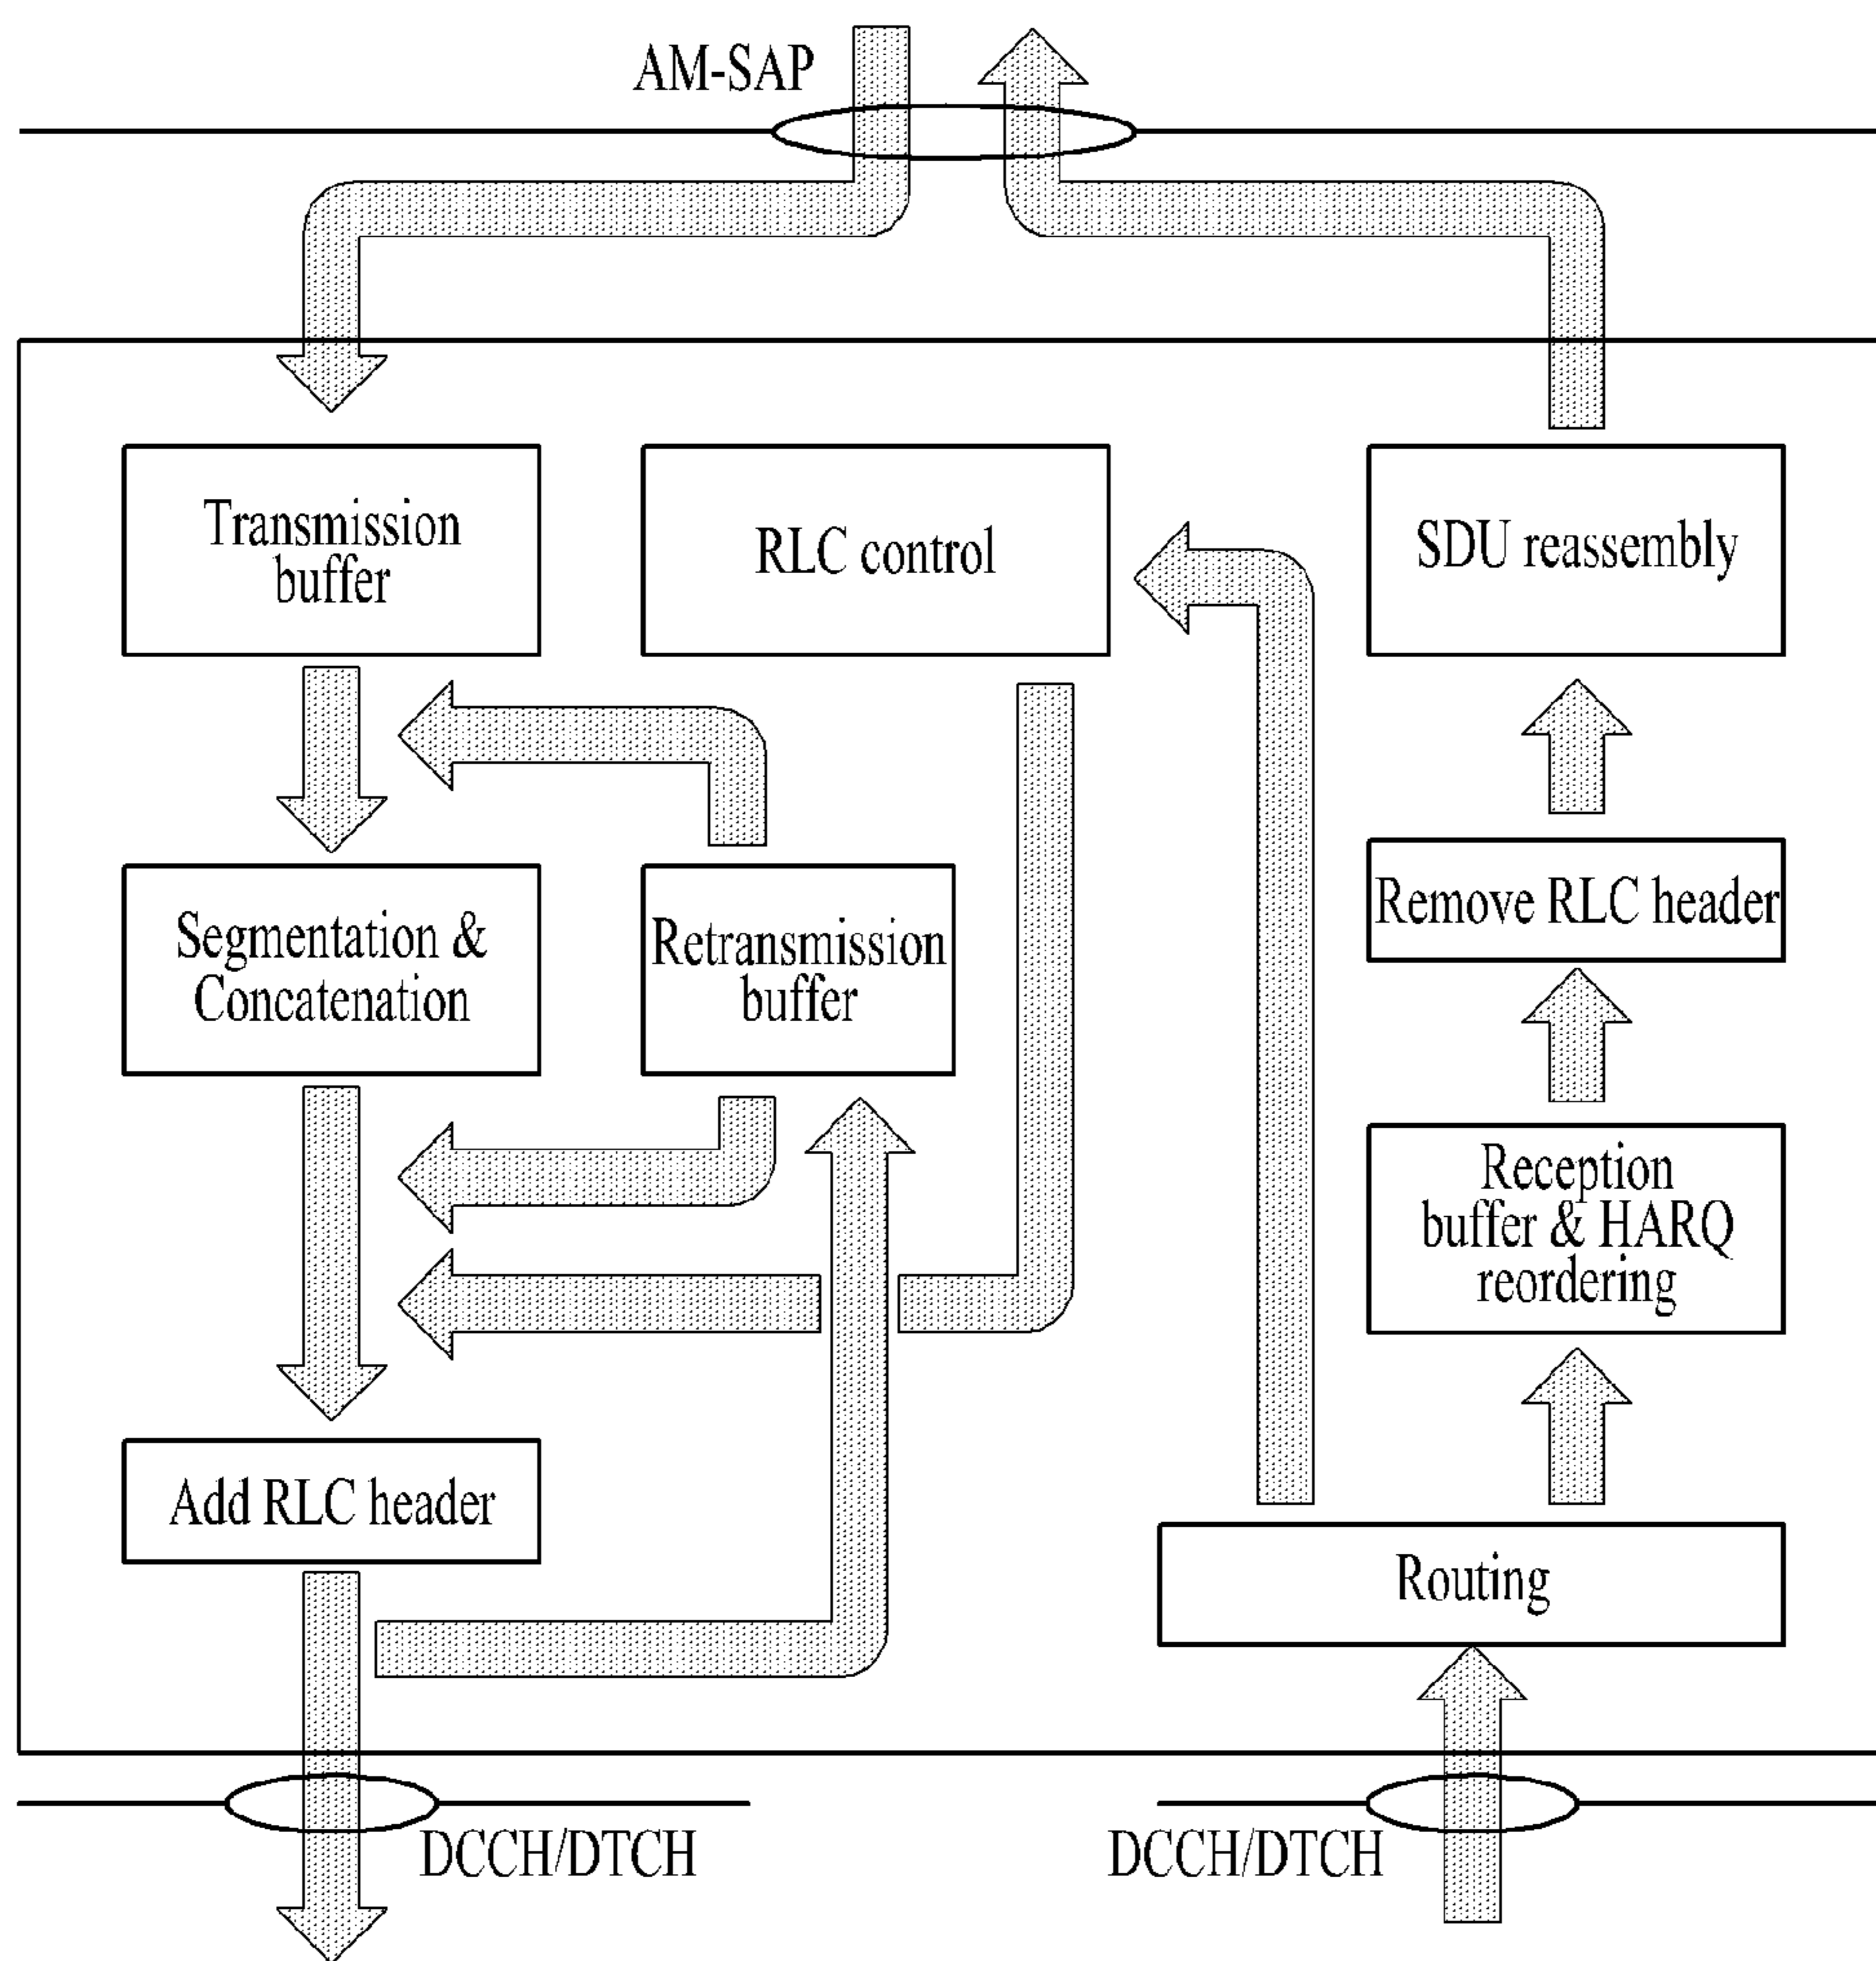 AM-SAP
Transmission
buffer
RLC control
SDU reassembly
Segmentation &
Concatenation
Retransmission
buffer
Remove RLC header
Reception
buffer & HARQ
reordering
Add RLC header
Routing
DCCH/DTCH
DCCH/DTCH